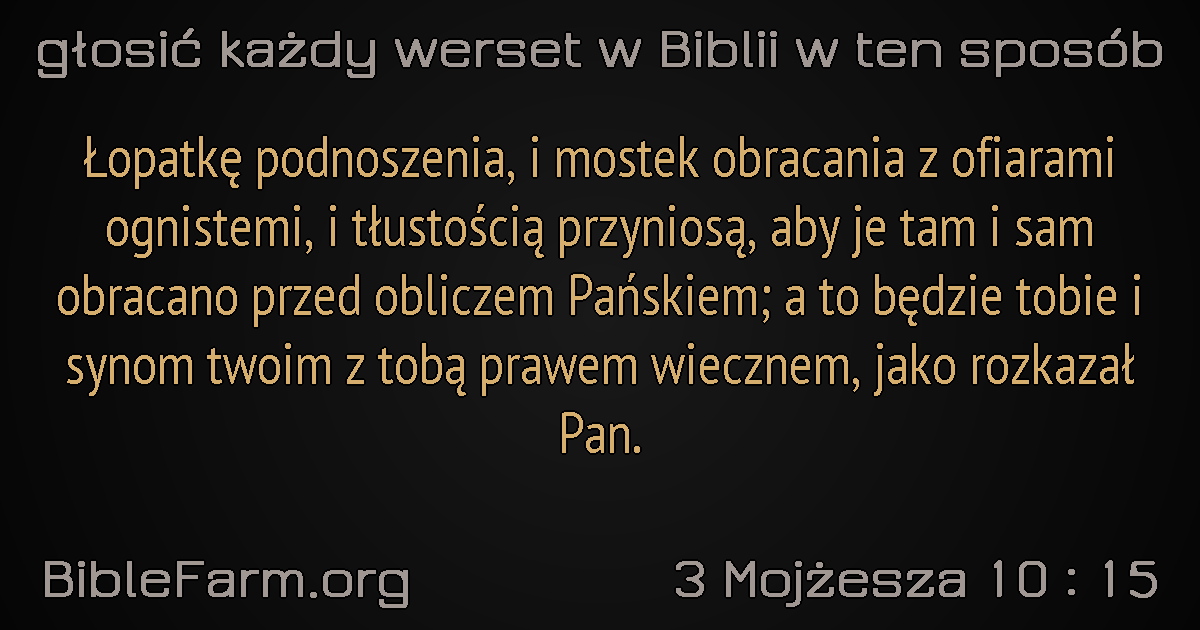 głosić każdy werset w Biblii w ten sposób
Łopatkę podnoszenia, i mostek obracania z ofiarami
ognistemi, i tłustością przyniosą, aby je tam i sam
obracano przed obliczem Pańskiem; a to będzie tobie i
synom twoim z tobą prawem wiecznem, jako rozkazał
Pan.
BibleFarm.org
3 Mojżesza 10 : 15